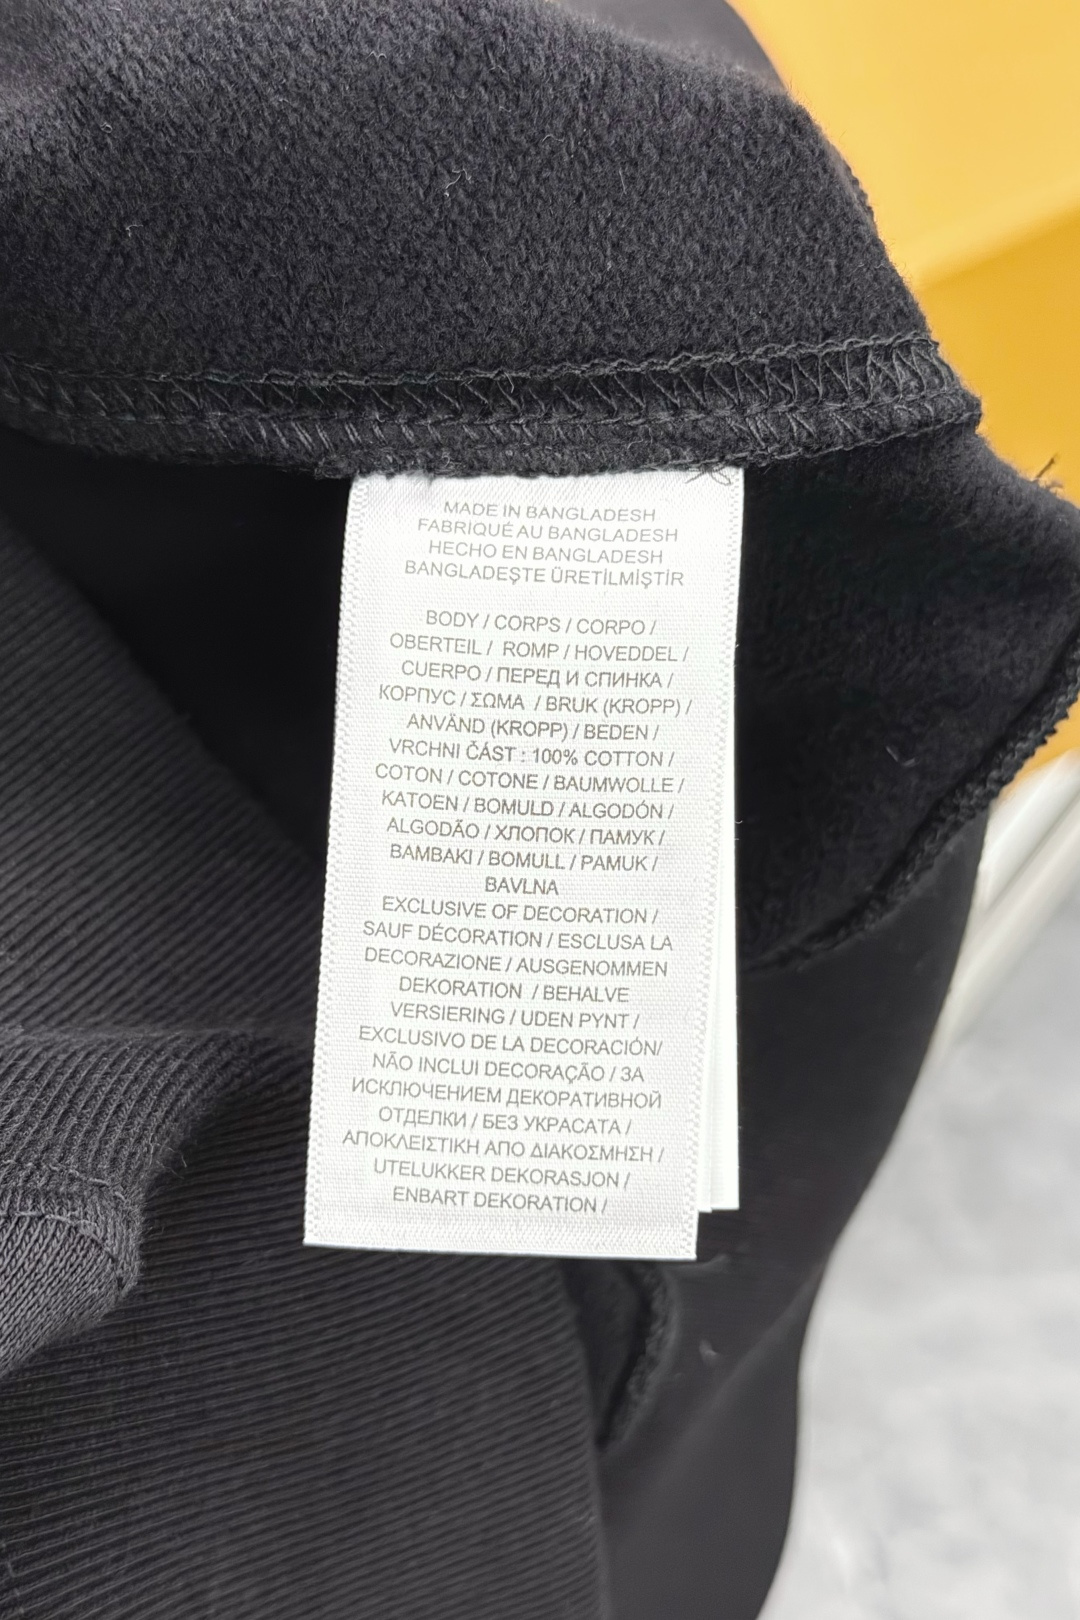 MADE IN BANGLADESH
FABRIQUÉ AU BANGLADESH
HECHO EN BANGLADESH
BANGLADEŞTE ÜRETİLMİŞTİR
BODY / CORPS / CORPO /
OBERTEIL / ROMP / HOVEDDEL /
CUERPO / ПЕРЕД И СПИНКА /
КОРПУС / ΣΩΜΑ / BRUK (KROPP) /
ANVÄND (KROPP) / BEDEN /
VRCHNI ČÁST : 100% COTTON /
COTON / COTONE / BAUMWOLLE /
KATOEN / BOMULD / ALGODÓN /
ALGODÃO / ХЛОПОК / ПАМУК /
BAMBAKI / BOMULL / PAMUK /
BAVLNA
EXCLUSIVE OF DECORATION /
SAUF DÉCORATION / ESCLUSA LA
DECORAZIONE / AUSGENOMMEN
DEKORATION / BEHALVE
VERSIERING / UDEN PYNT /
EXCLUSIVO DE LA DECORACIÓN/
NÃO INCLUI DECORAÇÃO / ЗА
ИСКЛЮЧЕНИЕМ ДЕКОРАТИВНОЙ
ОТДЕЛКИ / БЕЗ УКРАСАТА /
ΑΠΟΚΛΕΙΣΤΙΚΗ ΑΠΟ ΔΙΑΚΟΣΜΗΣΗ /
UTELUKKER DEKORASJON /
ENBART DEKORATION /